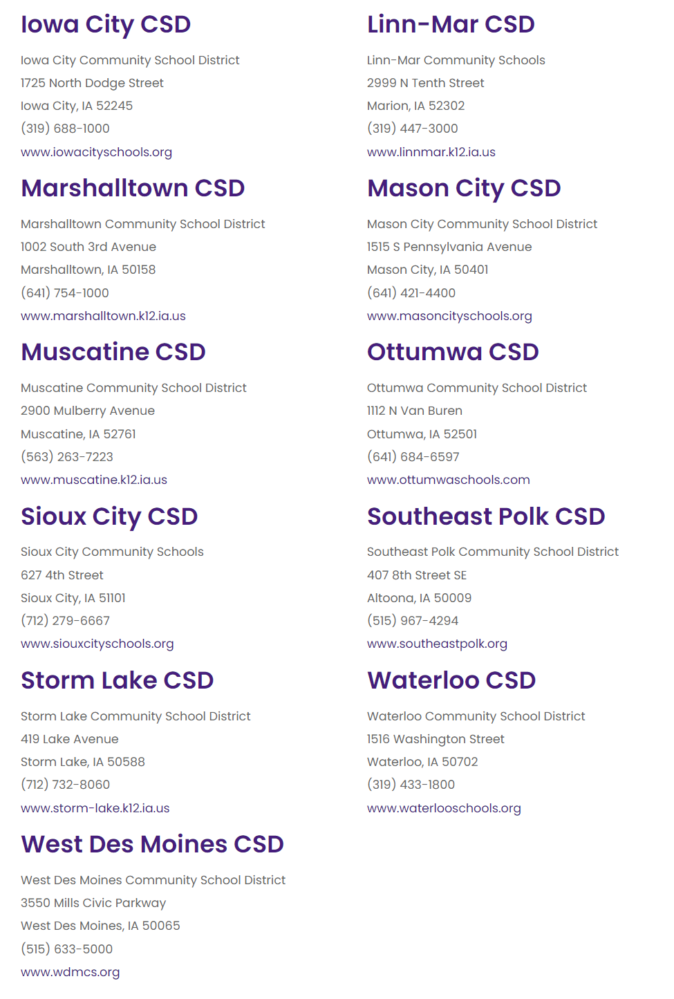 Iowa City CSD
Iowa City Community School District
1725 North Dodge Street
Iowa City, IA 52245
(319) 688-1000
www.iowacityschools.org
Linn-Mar CSD
Linn-Mar Community Schools
2999 N Tenth Street
Marion, IA 52302
(319) 447-3000
www.linnmar.k12.ia.us
Marshalltown CSD
Marshalltown Community School District
1002 South 3rd Avenue
Marshalltown, IA 50158
(641) 754-1000
www.marshalltown.k12.ia.us
Mason City CSD
Mason City Community School District
1515 S Pennsylvania Avenue
Mason City, IA 50401
(641) 421-4400
www.masoncityschools.org
Muscatine CSD
Muscatine Community School District
2900 Mulberry Avenue
Muscatine, IA 52761
(563) 263-7223
www.muscatine.k12.ia.us
Ottumwa CSD
Ottumwa Community School District
1112 N Van Buren
Ottumwa, IA 52501
(641) 684-6597
www.ottumwaschools.com
Sioux City CSD
Sioux City Community Schools
627 4th Street
Sioux City, IA 51101
(712) 279-6667
www.siouxcityschools.org
Southeast Polk CSD
Southeast Polk Community School District
407 8th Street SE
Altoona, IA 50009
(515) 967-4294
www.southeastpolk.org
Storm Lake CSD
Storm Lake Community School District
419 Lake Avenue
Storm Lake, IA 50588
(712) 732-8060
www.storm-lake.k12.ia.us
Waterloo CSD
Waterloo Community School District
1516 Washington Street
Waterloo, IA 50702
(319) 433-1800
www.waterlooschools.org
West Des Moines CSD
West Des Moines Community School District
3550 Mills Civic Parkway
West Des Moines, IA 50065
(515) 633-5000
www.wdmcs.org